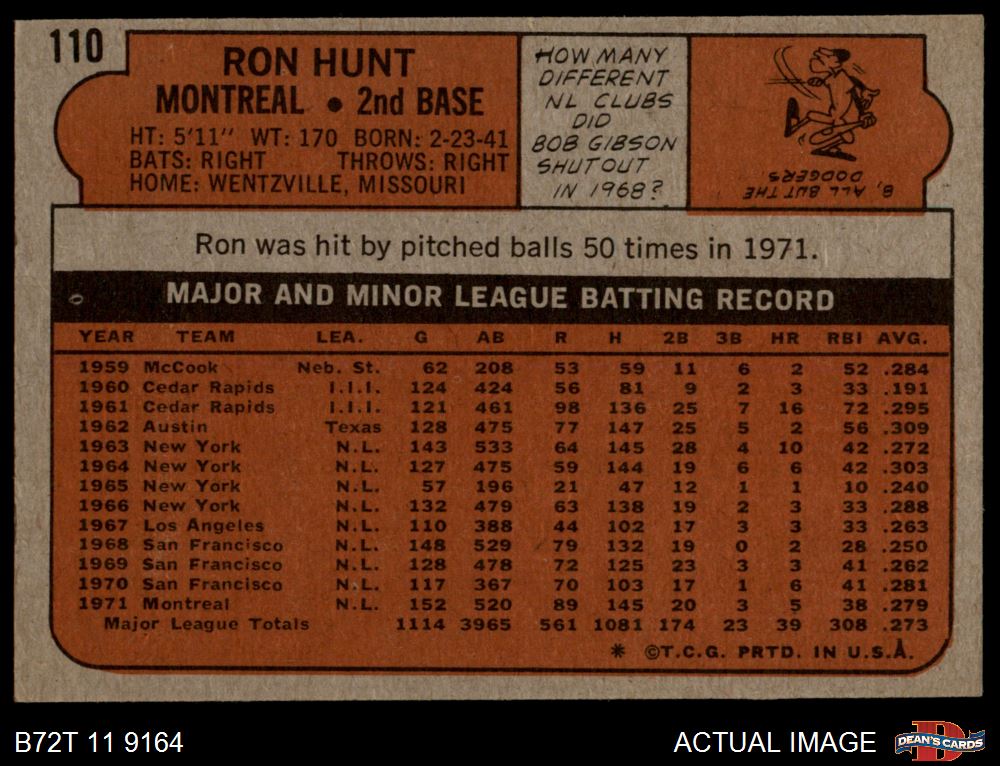 110
RON HUNT
MONTREAL • 2nd BASE
HT: 5'11" WT: 170 BORN: 2-23-41
BATS: RIGHT THROWS: RIGHT
HOME: WENTZVILLE, MISSOURI
HOW MANY
DIFFERENT
NL CLUBS
DID
BOB GIBSON
SHUTOUT
IN 1968?
8, ALL BUT THE
DODGERS.
Ron was hit by pitched balls 50 times in 1971.
MAJOR AND MINOR LEAGUE BATTING RECORD
YEAR TEAM LEA. G AB R H 2B 3B HR RBI AVG.
1959 McCook Neb. St. 62 208 53 59 11 6 2 52 .284
1960 Cedar Rapids I.I.I. 124 424 56 81 9 2 3 33 .191
1961 Cedar Rapids I.I.I. 121 461 98 136 25 7 16 72 .295
1962 Austin Texas 128 475 77 147 25 5 2 56 .309
1963 New York N.L. 143 533 64 145 28 4 10 42 .272
1964 New York N.L. 127 475 59 144 19 6 6 42 .303
1965 New York N.L. 57 196 21 47 12 1 1 10 .240
1966 New York N.L. 132 479 63 138 19 2 3 33 .288
1967 Los Angeles N.L. 110 388 44 102 17 3 3 33 .263
1968 San Francisco N.L. 148 529 79 132 19 0 2 28 .250
1969 San Francisco N.L. 128 478 72 125 23 3 3 41 .262
1970 San Francisco N.L. 117 367 70 103 17 1 6 41 .281
1971 Montreal N.L. 152 520 89 145 20 3 5 38 .279
Major League Totals 1114 3965 561 1081 174 23 39 308 .273
* ©T.C.G. PRTD. IN U.S.A.
B72T 11 9164
ACTUAL IMAGE
DEAN'S CARDS